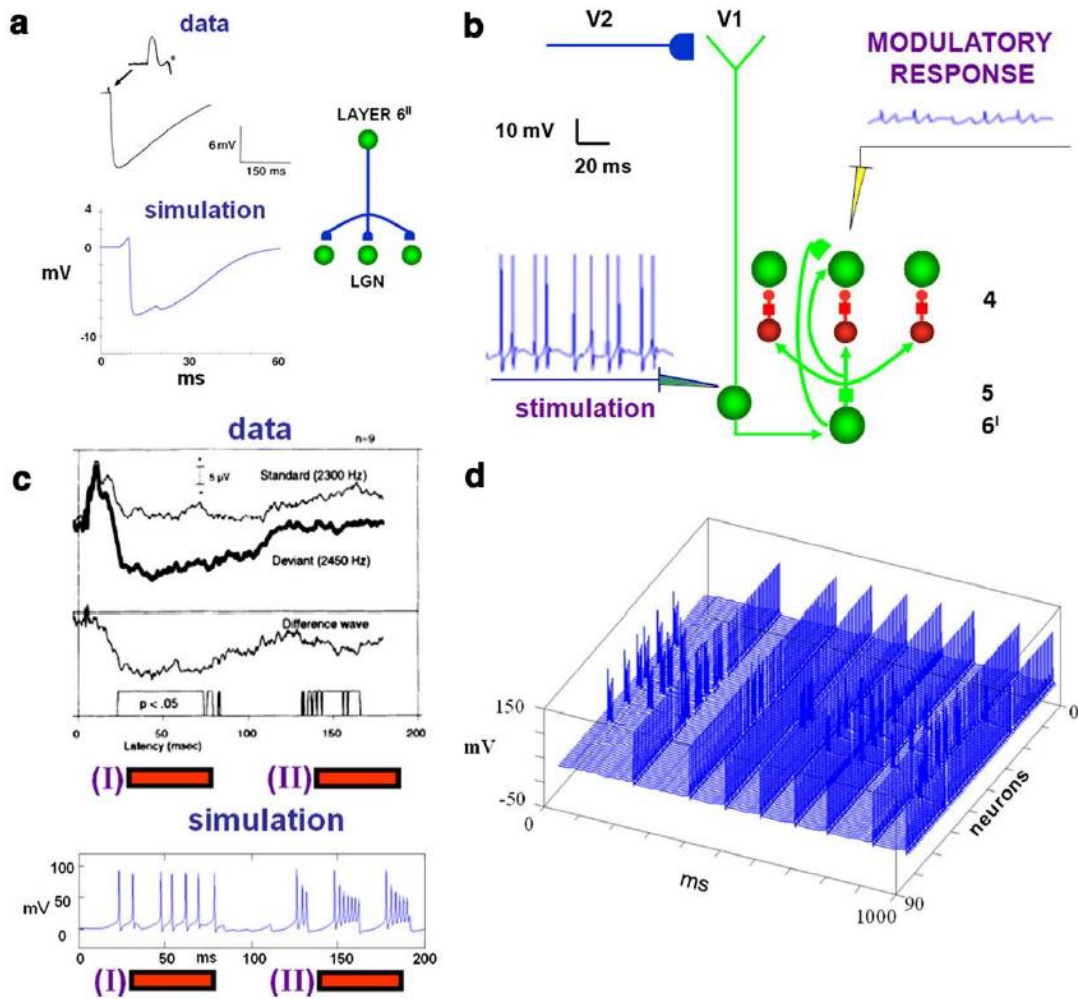 a
data
*
6 mV
150 ms
LAYER 6II
LGN
simulation
4
0
-10
mV
0 30 60
ms
b
V2 V1
MODULATORY
RESPONSE
10 mV
20 ms
stimulation
4
5
6I
c
data
n=9
5 µV
Standard (2300 Hz)
Deviant (2450 Hz)
Difference wave
p < .05
0 50 100 150 200
Latency (msec)
(I) (II)
simulation
100
50
0
mV
0 50 ms 100 150 200
(I) (II)
d
150
mV
-50
0
ms
1000
90
neurons
0